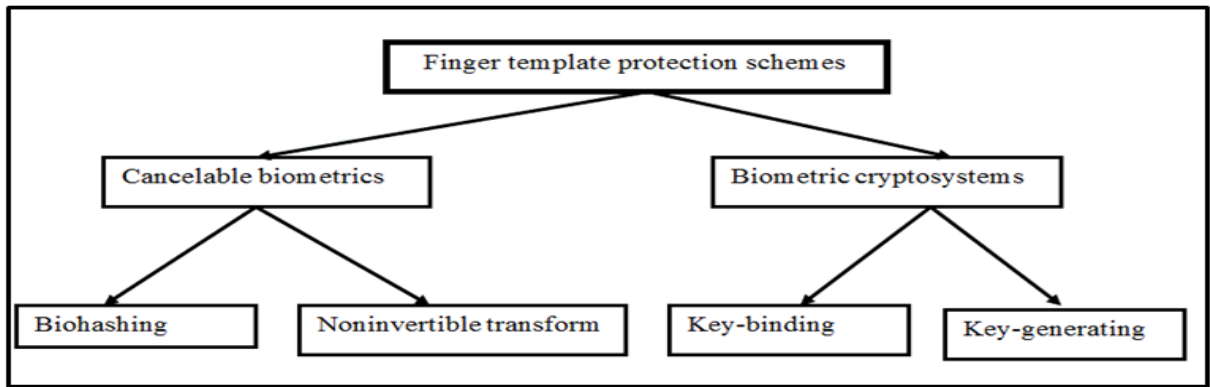 Finger template protection schemes
Cancelable biometrics
Biometric cryptosystems
Biohashing
Noninvertible transform
Key-binding
Key-generating